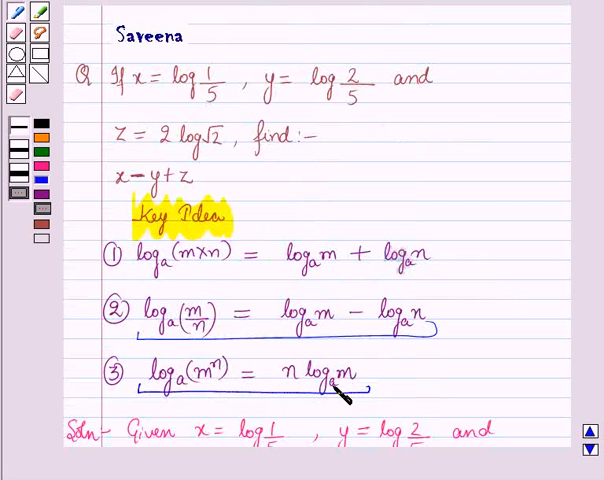 Saveena
Q If x = log 1/5 , y = log 2/5 and
z = 2 log√2 , find :-
x - y + z
Key Idea
① logₐ(m×n) = logₐm + logₐn
② logₐ(m/n) = logₐm - logₐn
③ logₐ(mⁿ) = n logₐm
Soln:- Given x = log 1/5 , y = log 2/5 and